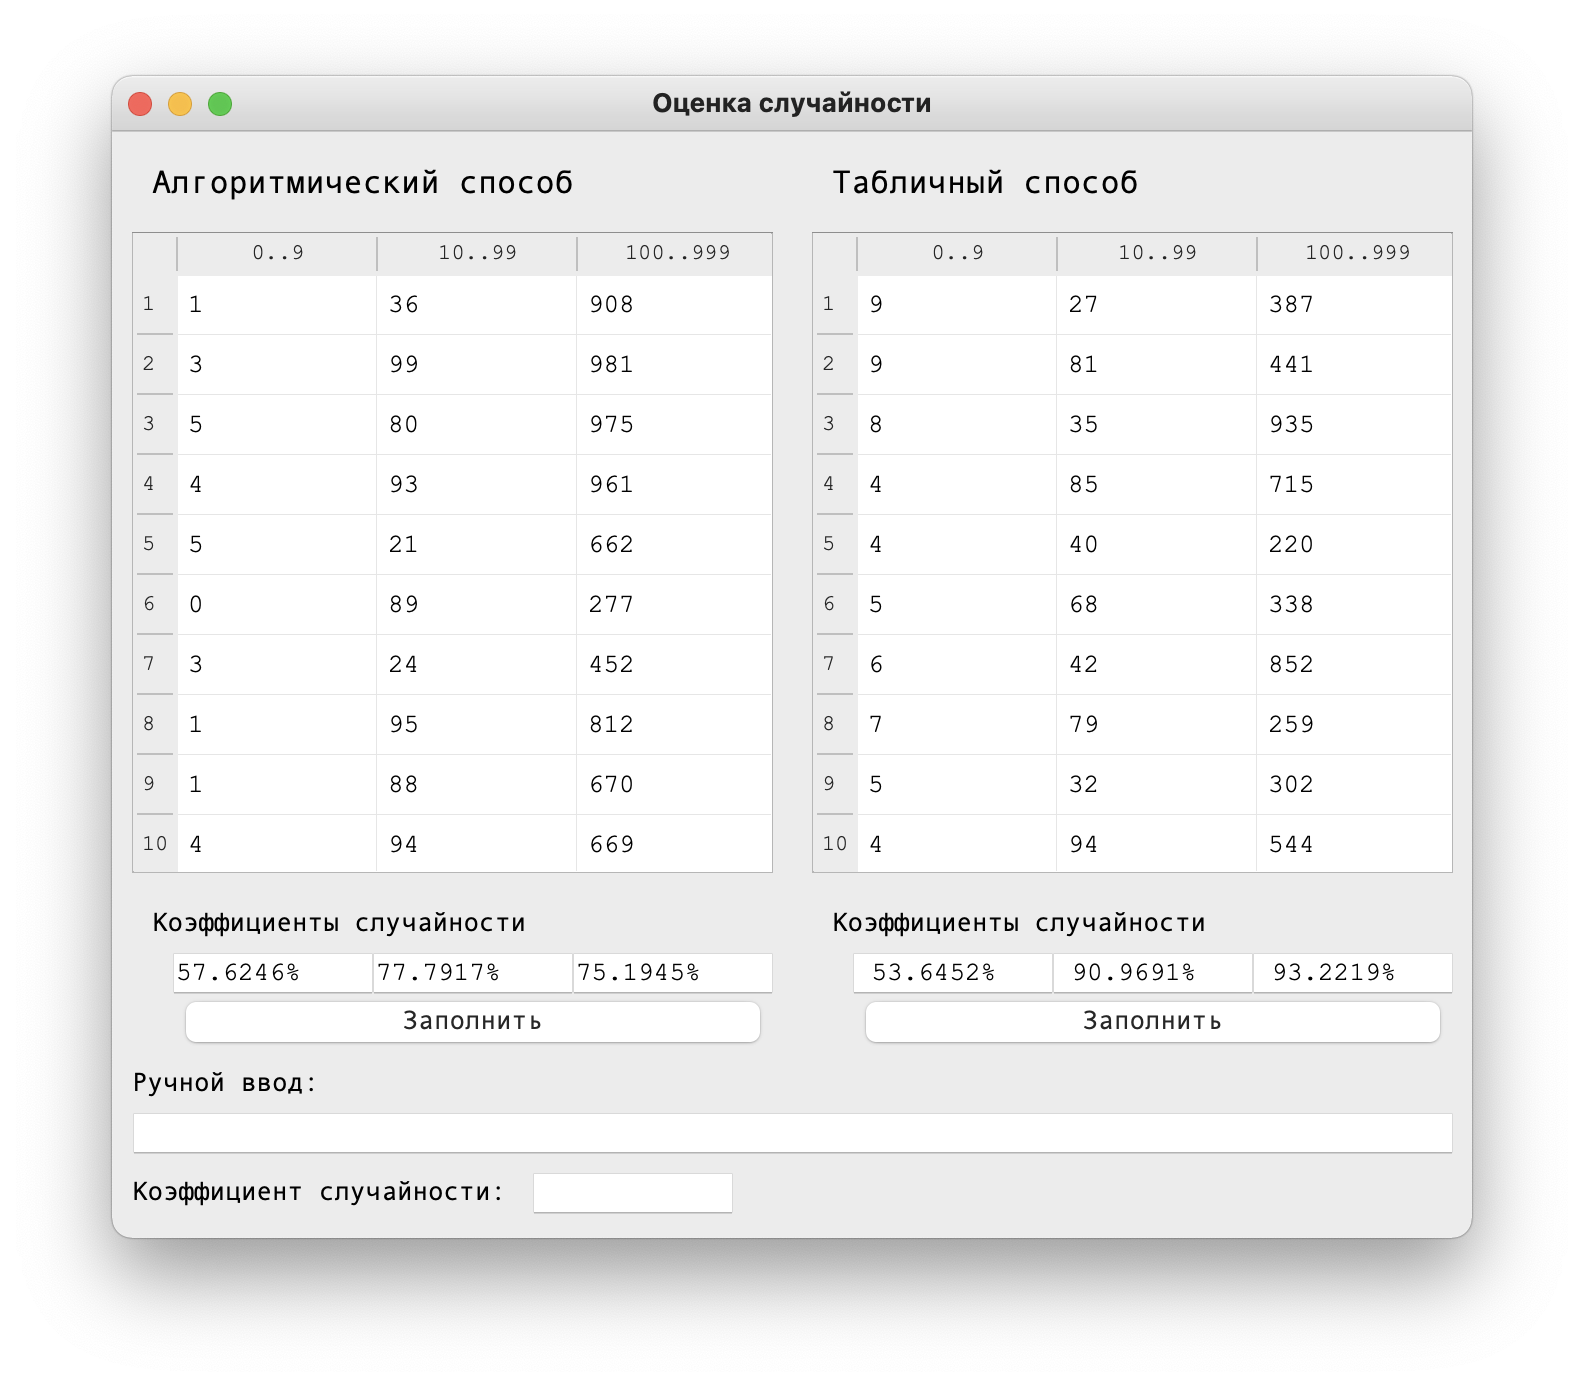 Оценка случайности
Алгоритмический способ
0..9 10..99 100..999
1 1 36 908
2 3 99 981
3 5 80 975
4 4 93 961
5 5 21 662
6 0 89 277
7 3 24 452
8 1 95 812
9 1 88 670
10 4 94 669
Коэффициенты случайности
57.6246% 77.7917% 75.1945%
Заполнить
Табличный способ
0..9 10..99 100..999
1 9 27 387
2 9 81 441
3 8 35 935
4 4 85 715
5 4 40 220
6 5 68 338
7 6 42 852
8 7 79 259
9 5 32 302
10 4 94 544
Коэффициенты случайности
53.6452% 90.9691% 93.2219%
Заполнить
Ручной ввод:
Коэффициент случайности: